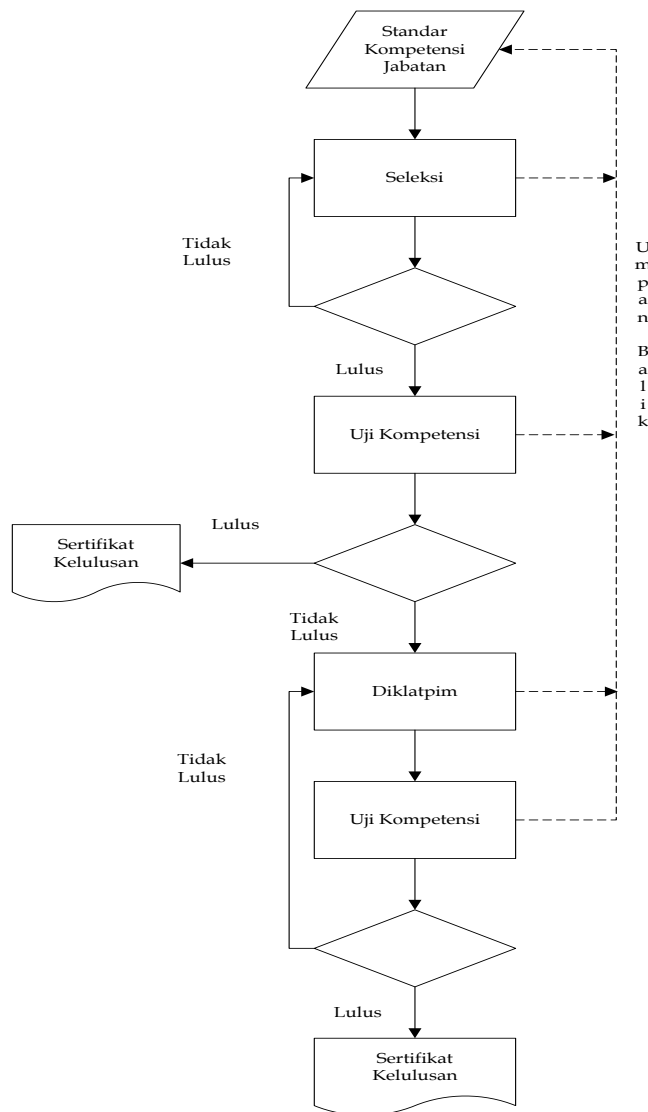 Standar
Kompetensi
Jabatan
Seleksi
Tidak
Lulus
Lulus
Uji Kompetensi
Lulus
Sertifikat
Kelulusan
Tidak
Lulus
Diklatpim
Tidak
Lulus
Uji Kompetensi
Lulus
Sertifikat
Kelulusan
U
m
p
a
n
B
a
l
i
k